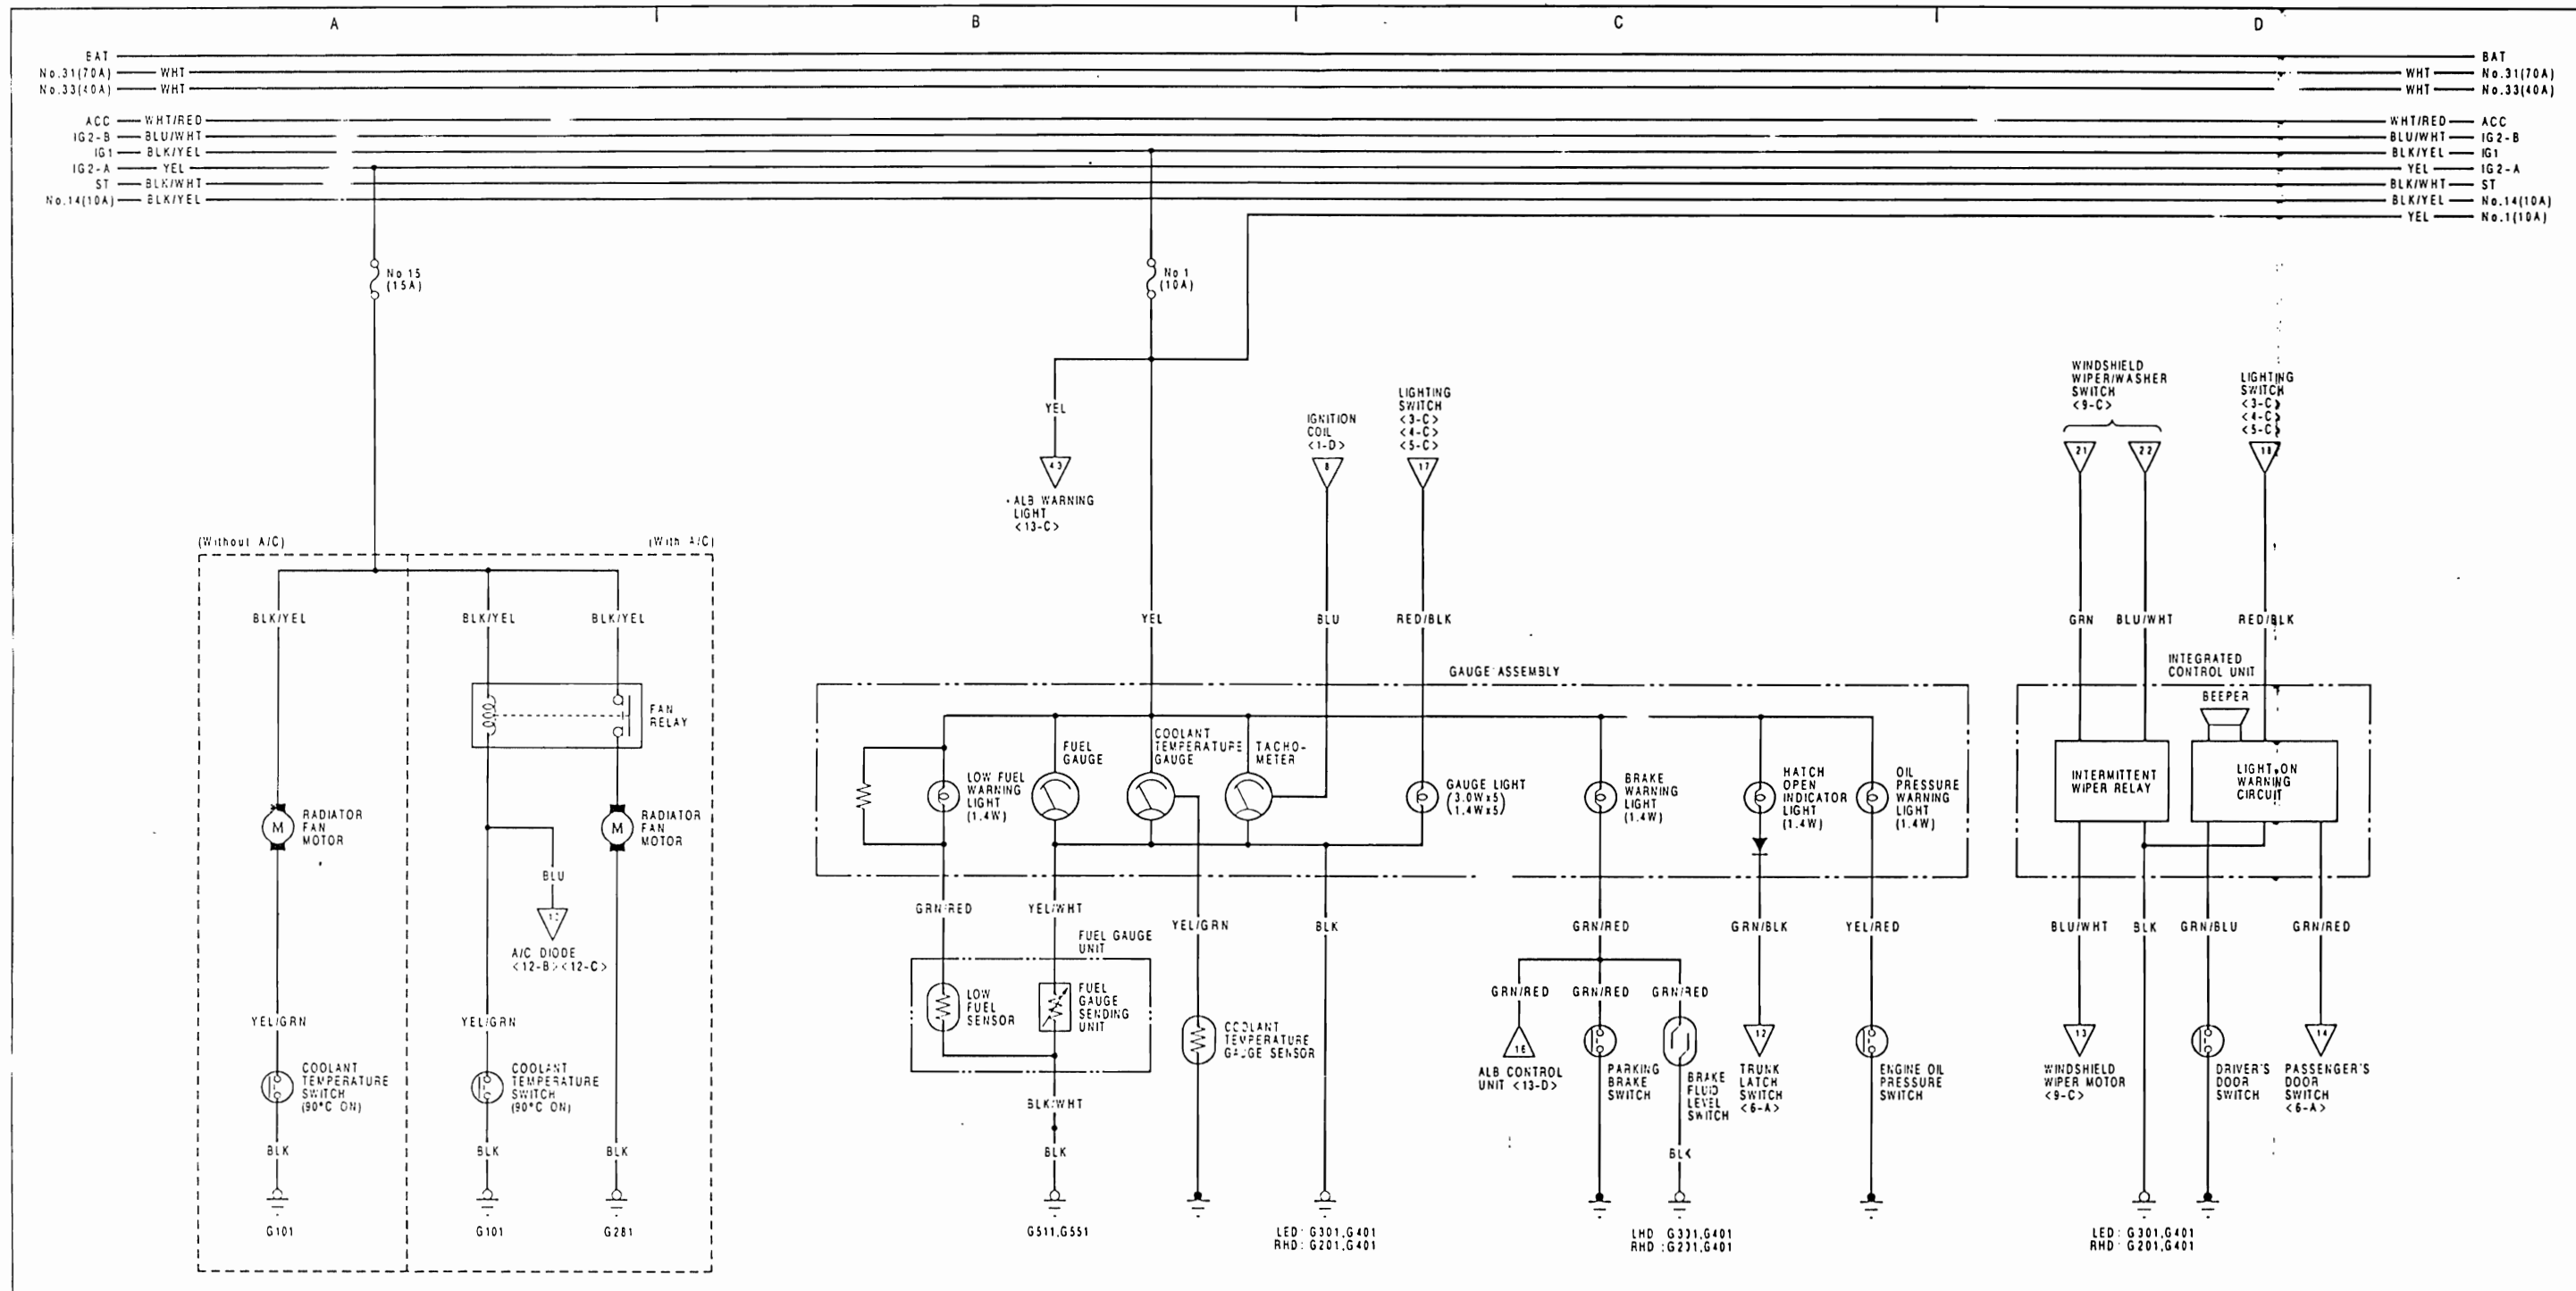 A
B
C
D
BAT
No.31(70A) WHT
No.33(40A) WHT
ACC WHT/RED
IG2-B BLU/WHT
IG1 BLK/YEL
IG2-A YEL
ST BLK/WHT
No.14(10A) BLK/YEL
BAT
WHT No.31(70A)
WHT No.33(40A)
WHT/RED ACC
BLU/WHT IG2-B
BLK/YEL IG1
YEL IG2-A
BLK/WHT ST
BLK/YEL No.14(10A)
YEL No.1(10A)
No 15
(15A)
No 1
(10A)
(Without A/C)
(With A/C)
BLK/YEL
BLK/YEL
BLK/YEL
FAN
RELAY
M
RADIATOR
FAN
MOTOR
M
RADIATOR
FAN
MOTOR
BLU
A/C DIODE
<12-B><12-C>
YEL/GRN
YEL/GRN
COOLANT
TEMPERATURE
SWITCH
(90°C ON)
COOLANT
TEMPERATURE
SWITCH
(90°C ON)
BLK
BLK
BLK
G101
G101
G281
YEL
43
ALB WARNING
LIGHT
<13-C>
IGNITION
COIL
<1-D>
8
LIGHTING
SWITCH
<3-C>
<4-C>
<5-C>
17
YEL
BLU
RED/BLK
GAUGE ASSEMBLY
LOW FUEL
WARNING
LIGHT
(1.4W)
FUEL
GAUGE
COOLANT
TEMPERATURE
GAUGE
TACHO-
METER
GAUGE LIGHT
(3.0Wx5)
(1.4Wx5)
BRAKE
WARNING
LIGHT
(1.4W)
HATCH
OPEN
INDICATOR
LIGHT
(1.4W)
OIL
PRESSURE
WARNING
LIGHT
(1.4W)
GRN/RED
YEL/WHT
YEL/GRN
BLK
FUEL GAUGE
UNIT
LOW
FUEL
SENSOR
FUEL
GAUGE
SENDING
UNIT
COOLANT
TEMPERATURE
GAUGE SENSOR
BLK/WHT
BLK
G511,G551
LED: G301,G401
RHD: G201,G401
GRN/RED
GRN/BLK
YEL/RED
GRN/RED
GRN/RED
GRN/RED
16
ALB CONTROL
UNIT <13-D>
PARKING
BRAKE
SWITCH
BRAKE
FLUID
LEVEL
SWITCH
12
TRUNK
LATCH
SWITCH
<6-A>
ENGINE OIL
PRESSURE
SWITCH
BLK
LHD G301,G401
RHD :G201,G401
WINDSHIELD
WIPER/WASHER
SWITCH
<9-C>
21
22
LIGHTING
SWITCH
<3-C>
<4-C>
<5-C>
18
GRN
BLU/WHT
RED/BLK
INTEGRATED
CONTROL UNIT
BEEPER
INTERMITTENT
WIPER RELAY
LIGHT-ON
WARNING
CIRCUIT
BLU/WHT
BLK
GRN/BLU
GRN/RED
13
WINDSHIELD
WIPER MOTOR
<9-C>
DRIVER'S
DOOR
SWITCH
14
PASSENGER'S
DOOR
SWITCH
<6-A>
LED: G301,G401
RHD: G201,G401